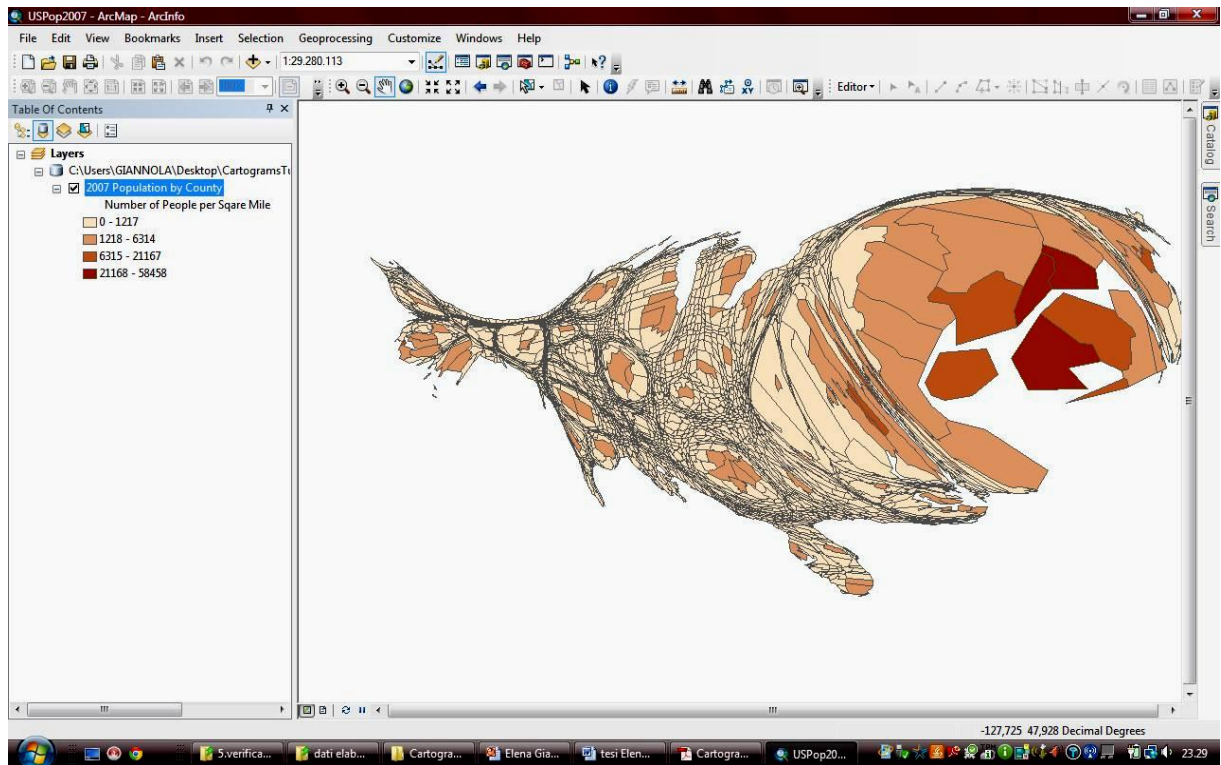 USPop2007 - ArcMap - ArcInfo
File Edit View Bookmarks Insert Selection Geoprocessing Customize Windows Help
1:29.280.113
Editor
Table Of Contents
Layers
C:\Users\GIANNOLA\Desktop\CartogramsTu
2007 Population by County
Number of People per Sqare Mile
0 - 1217
1218 - 6314
6315 - 21167
21168 - 58458
Catalog
Search
-127,725 47,928 Decimal Degrees
5.verifica...
dati elab...
Cartogra...
Elena Gia...
tesi Elen...
Cartogra...
USPop20...
23.29